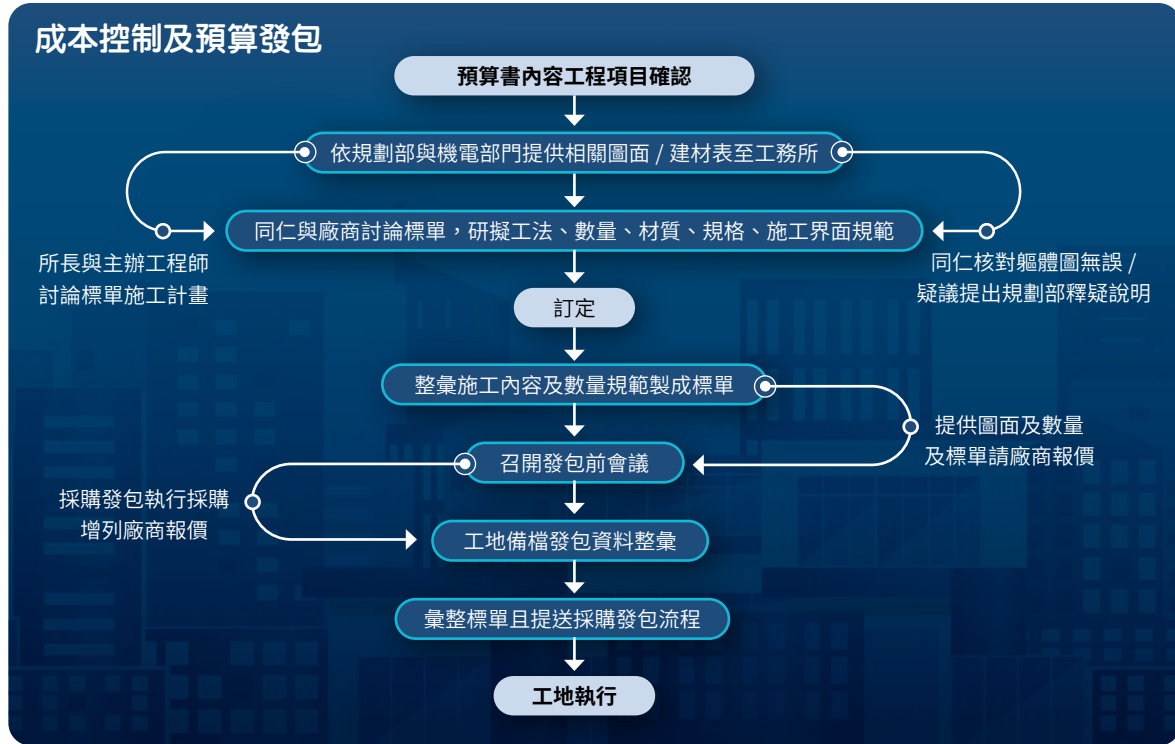 成本控制及預算發包
預算書內容工程項目確認
依規劃部與機電部門提供相關圖面 / 建材表至工務所
同仁與廠商討論標單，研擬工法、數量、材質、規格、施工界面規範
所長與主辦工程師
討論標單施工計畫
同仁核對軀體圖無誤 /
疑議提出規劃部釋疑說明
訂定
整彙施工內容及數量規範製成標單
提供圖面及數量
及標單請廠商報價
召開發包前會議
採購發包執行採購
增列廠商報價
工地備檔發包資料整彙
彙整標單且提送採購發包流程
工地執行